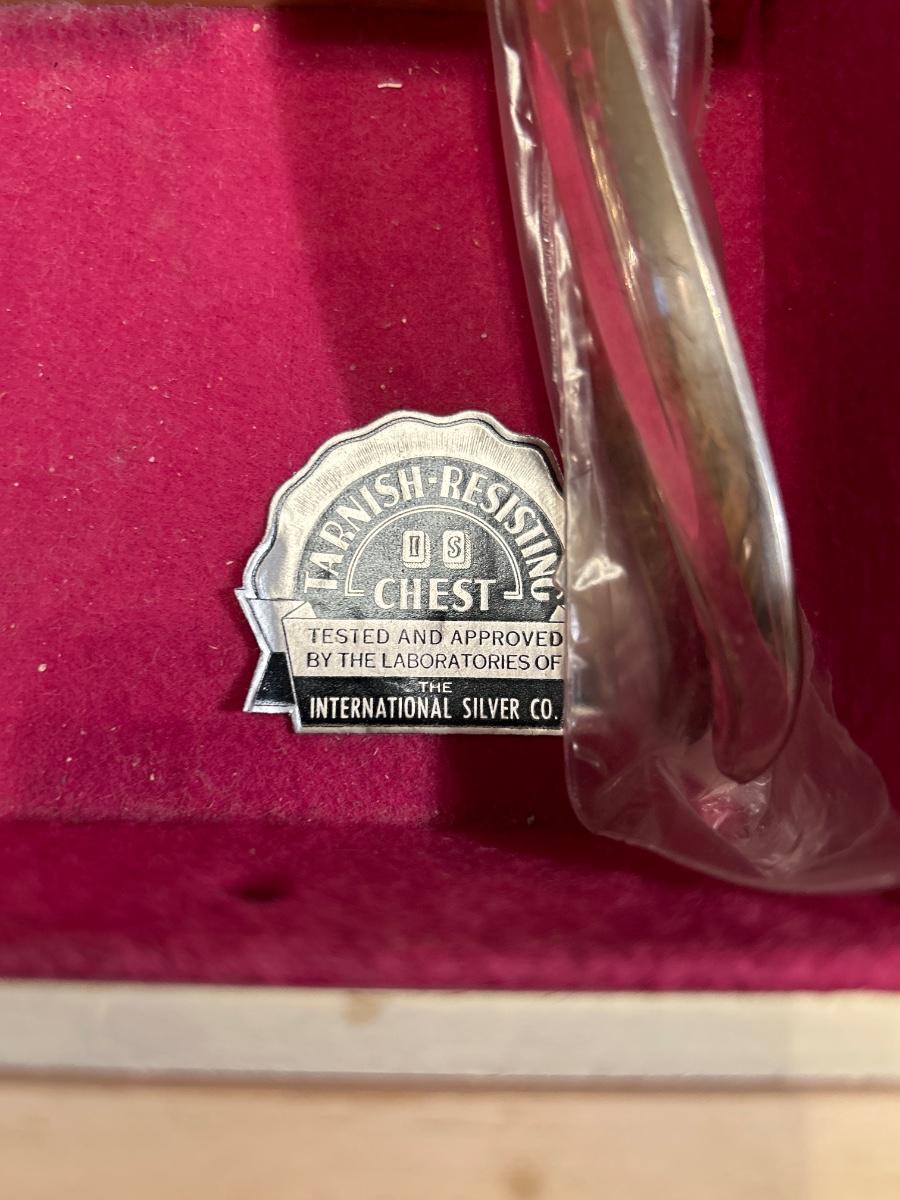 TARNISH-RESISTING
I S
CHEST
TESTED AND APPROVED
BY THE LABORATORIES OF
THE
INTERNATIONAL SILVER CO.